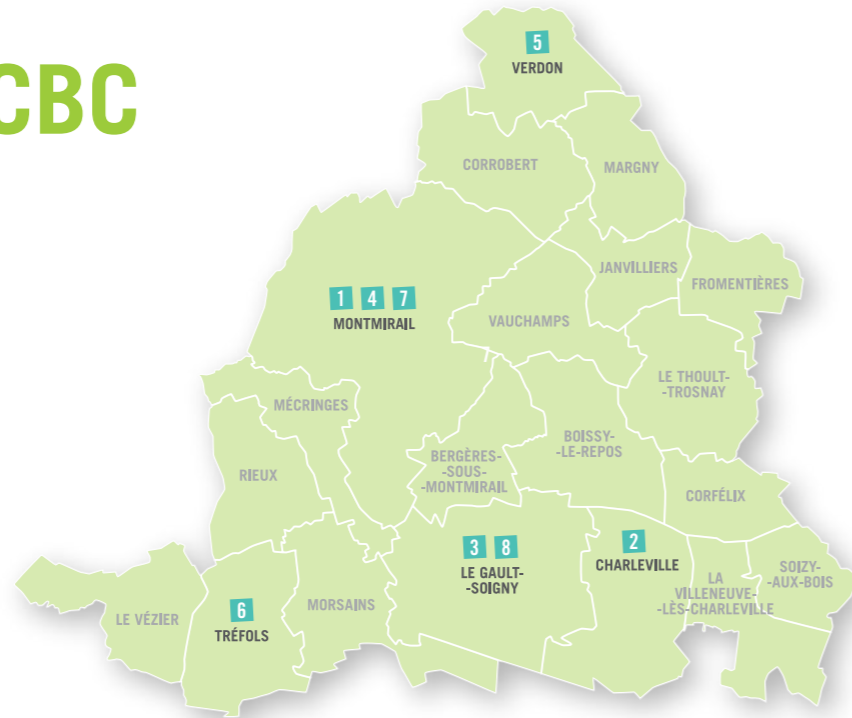 CBC
5
VERDON
CORROBERT
MARGNY
JANVILLIERS
FROMENTIÈRES
1 4 7
MONTMIRAIL
VAUCHAMPS
LE THOULT-
-TROSNAY
MÉCRINGES
BOISSY-
-LE-REPOS
BERGÈRES-
-SOUS-
-MONTMIRAIL
RIEUX
CORFÉLIX
3 8
LE GAULT-
-SOIGNY
2
CHARLEVILLE
LA
VILLENEUVE-
-LÈS-CHARLEVILLE
SOIZY-
-AUX-BOIS
LE VÉZIER
6
TRÉFOLS
MORSAINS